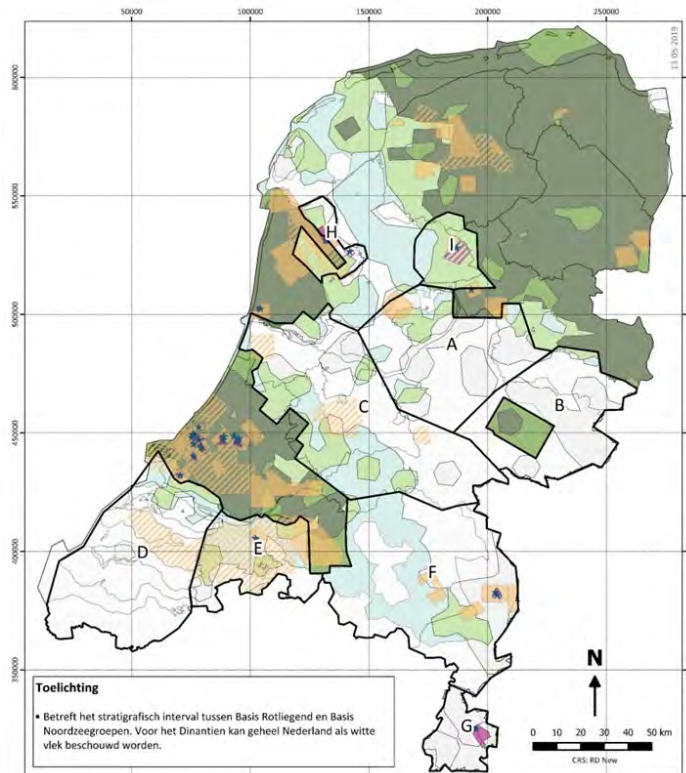 50000 100000 150000 200000 250000
13 05 2019
600000
550000
H
I
500000
A
B
C
450000
D
E
400000
F
350000
G
N
0 10 20 30 40 50 km
CRS: RD New
Toelichting
• Betreft het stratigrafisch interval tussen Basis Rotliegend en Basis
Noordzeegroepen. Voor het Dinantien kan geheel Nederland als witte
vlek beschouwd worden.